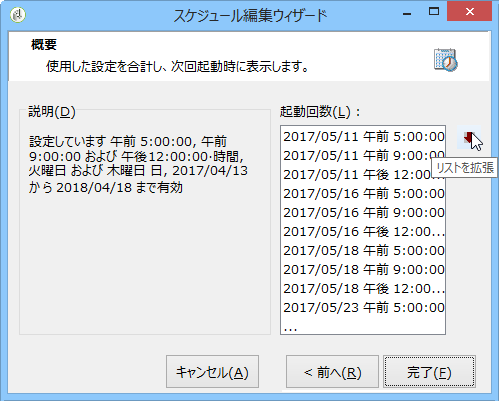 スケジュール編集ウィザード
概要
使用した設定を合計し、次回起動時に表示します。
説明(D)
設定しています 午前 5:00:00, 午前
9:00:00 および 午後12:00:00·時間,
火曜日 および 木曜日 日, 2017/04/13
から 2018/04/18 まで有効
起動回数(L) :
2017/05/11 午前 5:00:00
2017/05/11 午前 9:00:00
2017/05/11 午後 12:00...
2017/05/16 午前 5:00:00
2017/05/16 午前 9:00:00
2017/05/16 午後 12:00...
2017/05/18 午前 5:00:00
2017/05/18 午前 9:00:00
2017/05/18 午後 12:00...
2017/05/23 午前 5:00:00
...
リストを拡張
キャンセル(A)
< 前へ(R)
完了(F)